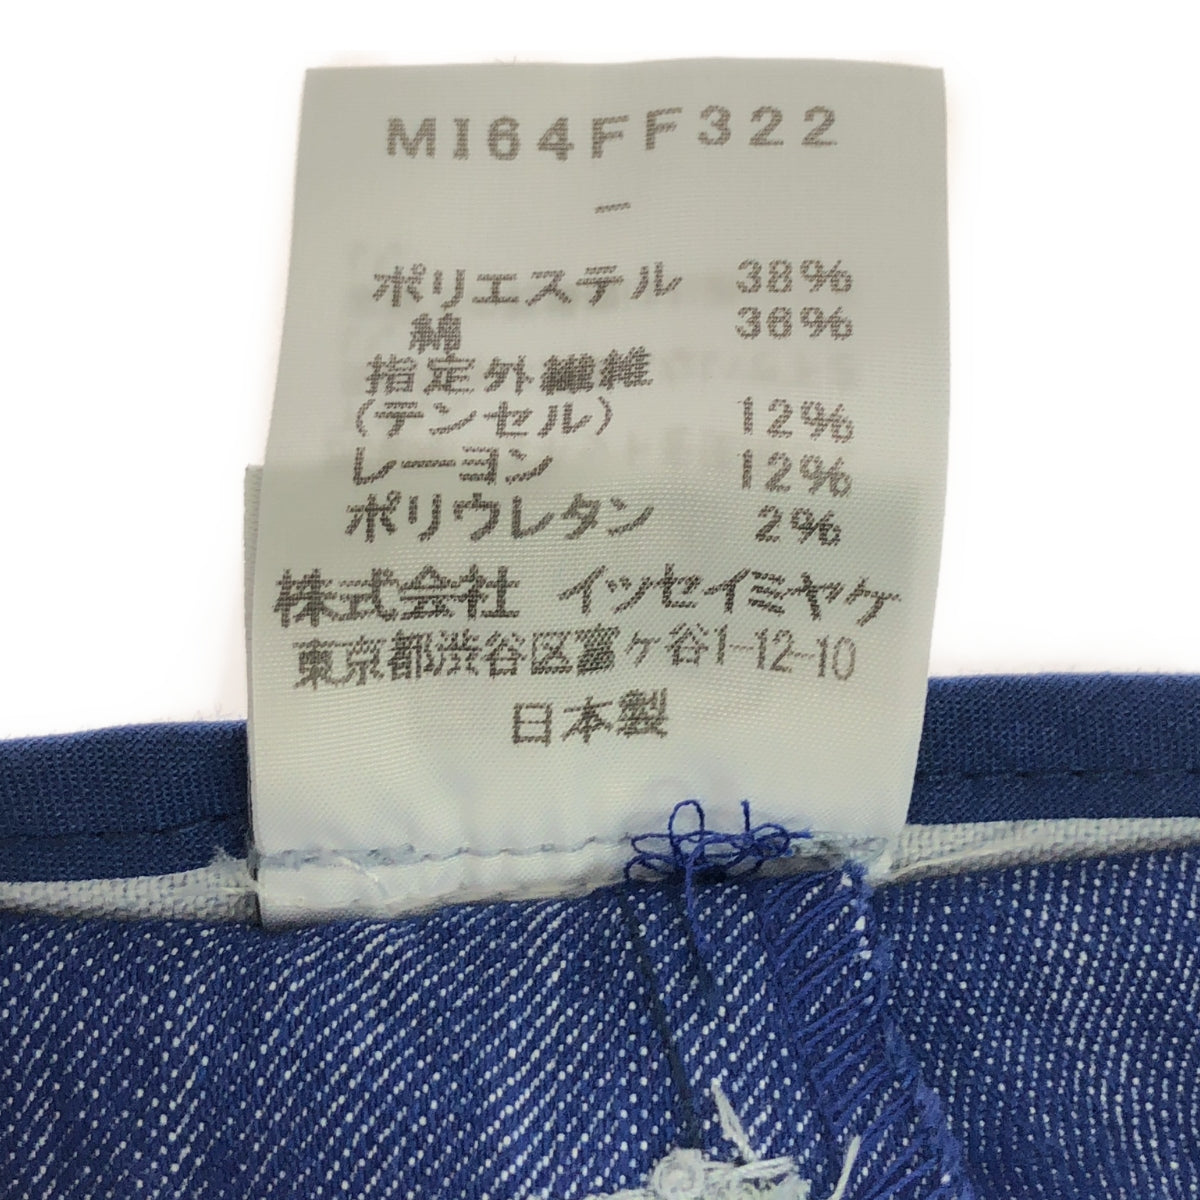 MI64FF322
-
ポリエステル 38%
綿 36%
指定外繊維
(テンセル) 12%
レーヨン 12%
ポリウレタン 2%
株式会社 イッセイミヤケ
東京都渋谷区富ヶ谷1-12-10
日本製